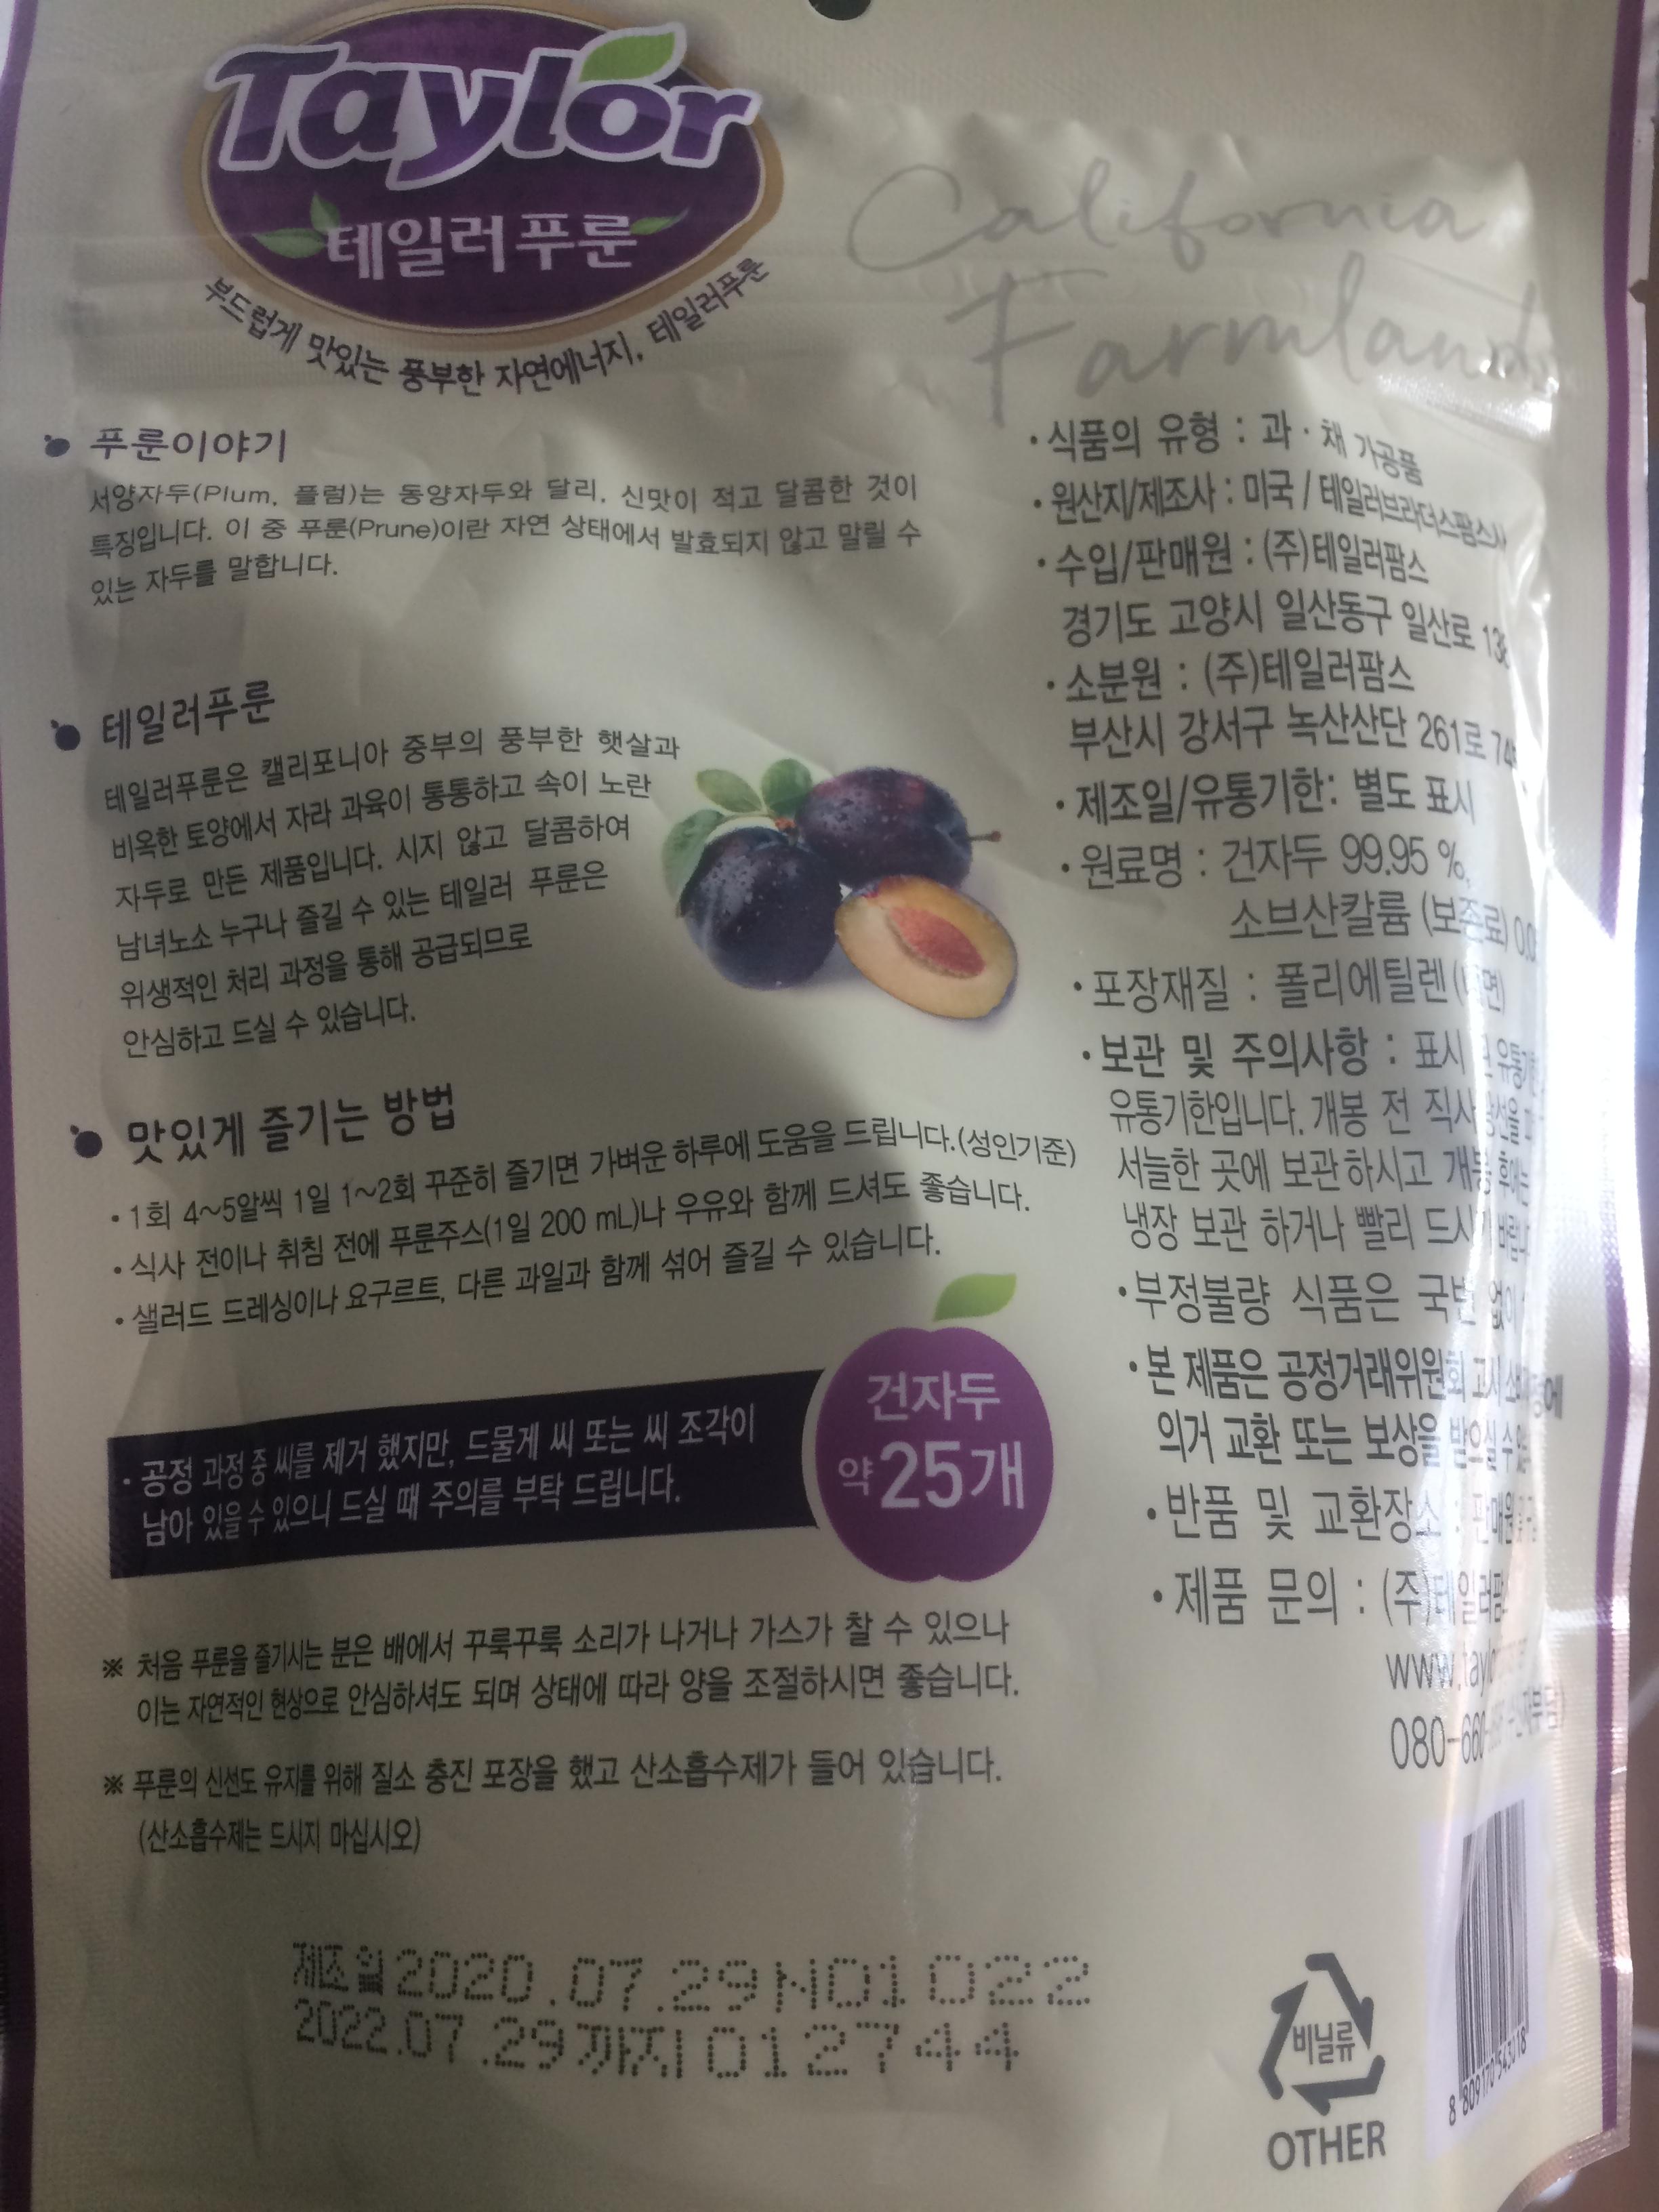 Taylor
테일러푸룬
부드럽게 맛있는 풍부한 자연에너지, 테일러푸룬
California
Farmland
푸룬이야기
서양자두(Plum, 플럼)는 동양자두와 달리, 신맛이 적고 달콤한 것이
특징입니다. 이 중 푸룬(Prune)이란 자연 상태에서 발효되지 않고 말릴 수
있는 자두를 말합니다.
테일러푸룬
테일러푸룬은 캘리포니아 중부의 풍부한 햇살과
비옥한 토양에서 자라 과육이 통통하고 속이 노란
자두로 만든 제품입니다. 시지 않고 달콤하여
남녀노소 누구나 즐길 수 있는 테일러 푸룬은
위생적인 처리 과정을 통해 공급되므로
안심하고 드실 수 있습니다.
맛있게 즐기는 방법
• 1회 4~5알씩 1일 1~2회 꾸준히 즐기면 가벼운 하루에 도움을 드립니다.(성인기준)
• 식사 전이나 취침 전에 푸룬주스(1일 200 mL)나 우유와 함께 드셔도 좋습니다.
• 샐러드 드레싱이나 요구르트, 다른 과일과 함께 섞어 즐길 수 있습니다.
• 공정 과정 중 씨를 제거 했지만, 드물게 씨 또는 씨 조각이
남아 있을 수 있으니 드실 때 주의를 부탁 드립니다.
건자두
약 25개
※ 처음 푸룬을 즐기시는 분은 배에서 꾸룩꾸룩 소리가 나거나 가스가 찰 수 있으나
이는 자연적인 현상으로 안심하셔도 되며 상태에 따라 양을 조절하시면 좋습니다.
※ 푸룬의 신선도 유지를 위해 질소 충진 포장을 했고 산소흡수제가 들어 있습니다.
(산소흡수제는 드시지 마십시오)
• 식품의 유형 : 과 · 채 가공품
• 원산지/제조사 : 미국 / 테일러브라더스팜스사
• 수입/판매원 : (주)테일러팜스
경기도 고양시 일산동구 일산로
• 소분원 : (주)테일러팜스
부산시 강서구 녹산산단 261로
• 제조일/유통기한: 별도 표시
• 원료명 : 건자두 99.95 %,
소브산칼륨 (보존료)
• 포장재질 : 폴리에틸렌
• 보관 및 주의사항 : 표시
유통기한입니다. 개봉 전
서늘한 곳에 보관하시고 개봉 후에는
냉장 보관 하거나 빨리
• 부정불량 식품은 국번 없이
• 본 제품은 공정거래위원회 고시
의거 교환 또는 보상을 받으실 수
• 반품 및 교환장소 : 판매원
• 제품 문의 : (주)테일러팜
080-660-
제조일 2020.07.29 N01 022
2022.07.29 까지 012744
비닐류
OTHER
8 809170 543018